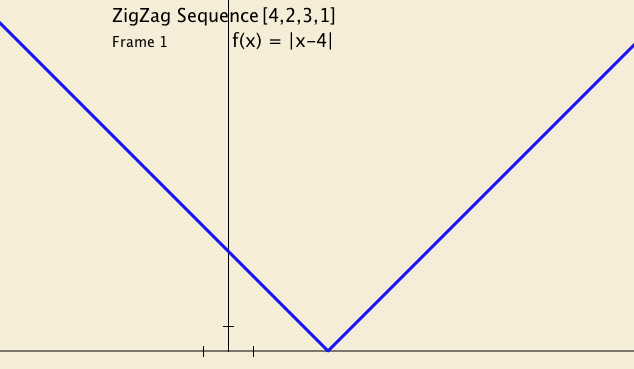 ZigZag Sequence [4,2,3,1]
Frame 1 f(x) = |x−4|